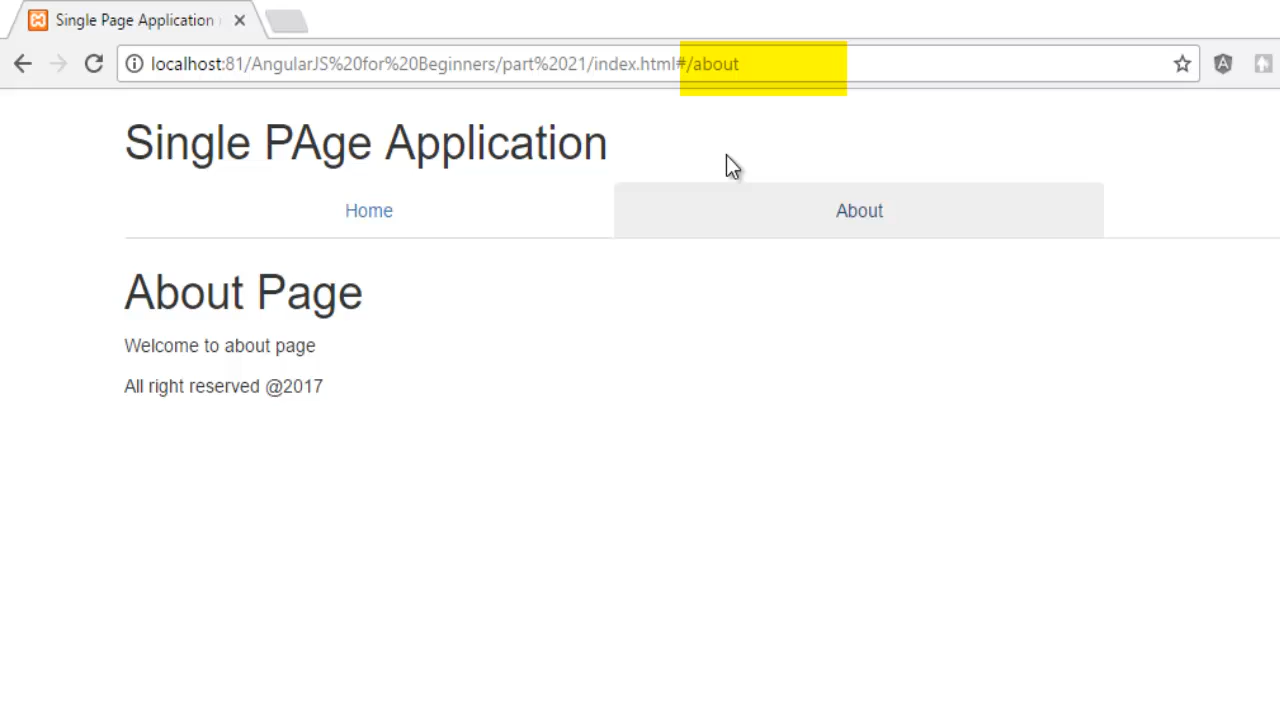 Single Page Application
localhost:81/AngularJS%20for%20Beginners/part%2021/index.html#/about
Single PAge Application
Home About
About Page
Welcome to about page
All right reserved @2017